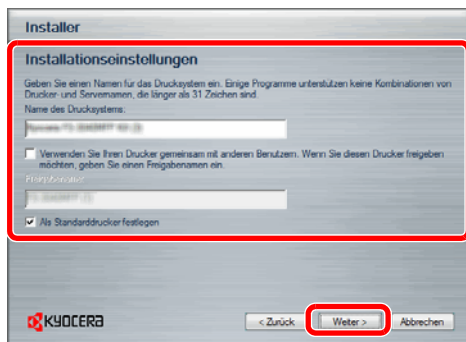 Installer
Installationseinstellungen
Geben Sie einen Namen für das Drucksystem ein. Einige Programme unterstützen keine Kombinationen von
Drucker- und Servernamen, die länger als 31 Zeichen sind.
Name des Drucksystems:
Verwenden Sie Ihren Drucker gemeinsam mit anderen Benutzern. Wenn Sie diesen Drucker freigeben
möchten, geben Sie einen Freigabenamen ein.
Freigabename:
Als Standarddrucker festlegen
KYOCERA
< Zurück
Weiter >
Abbrechen